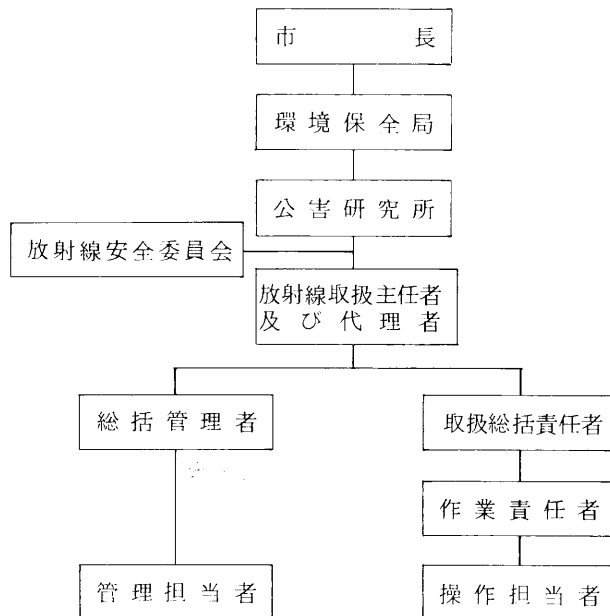 市長
環境保全局
公害研究所
放射線安全委員会
放射線取扱主任者
及び代理者
総括管理者
取扱総括責任者
作業責任者
管理担当者
操作担当者